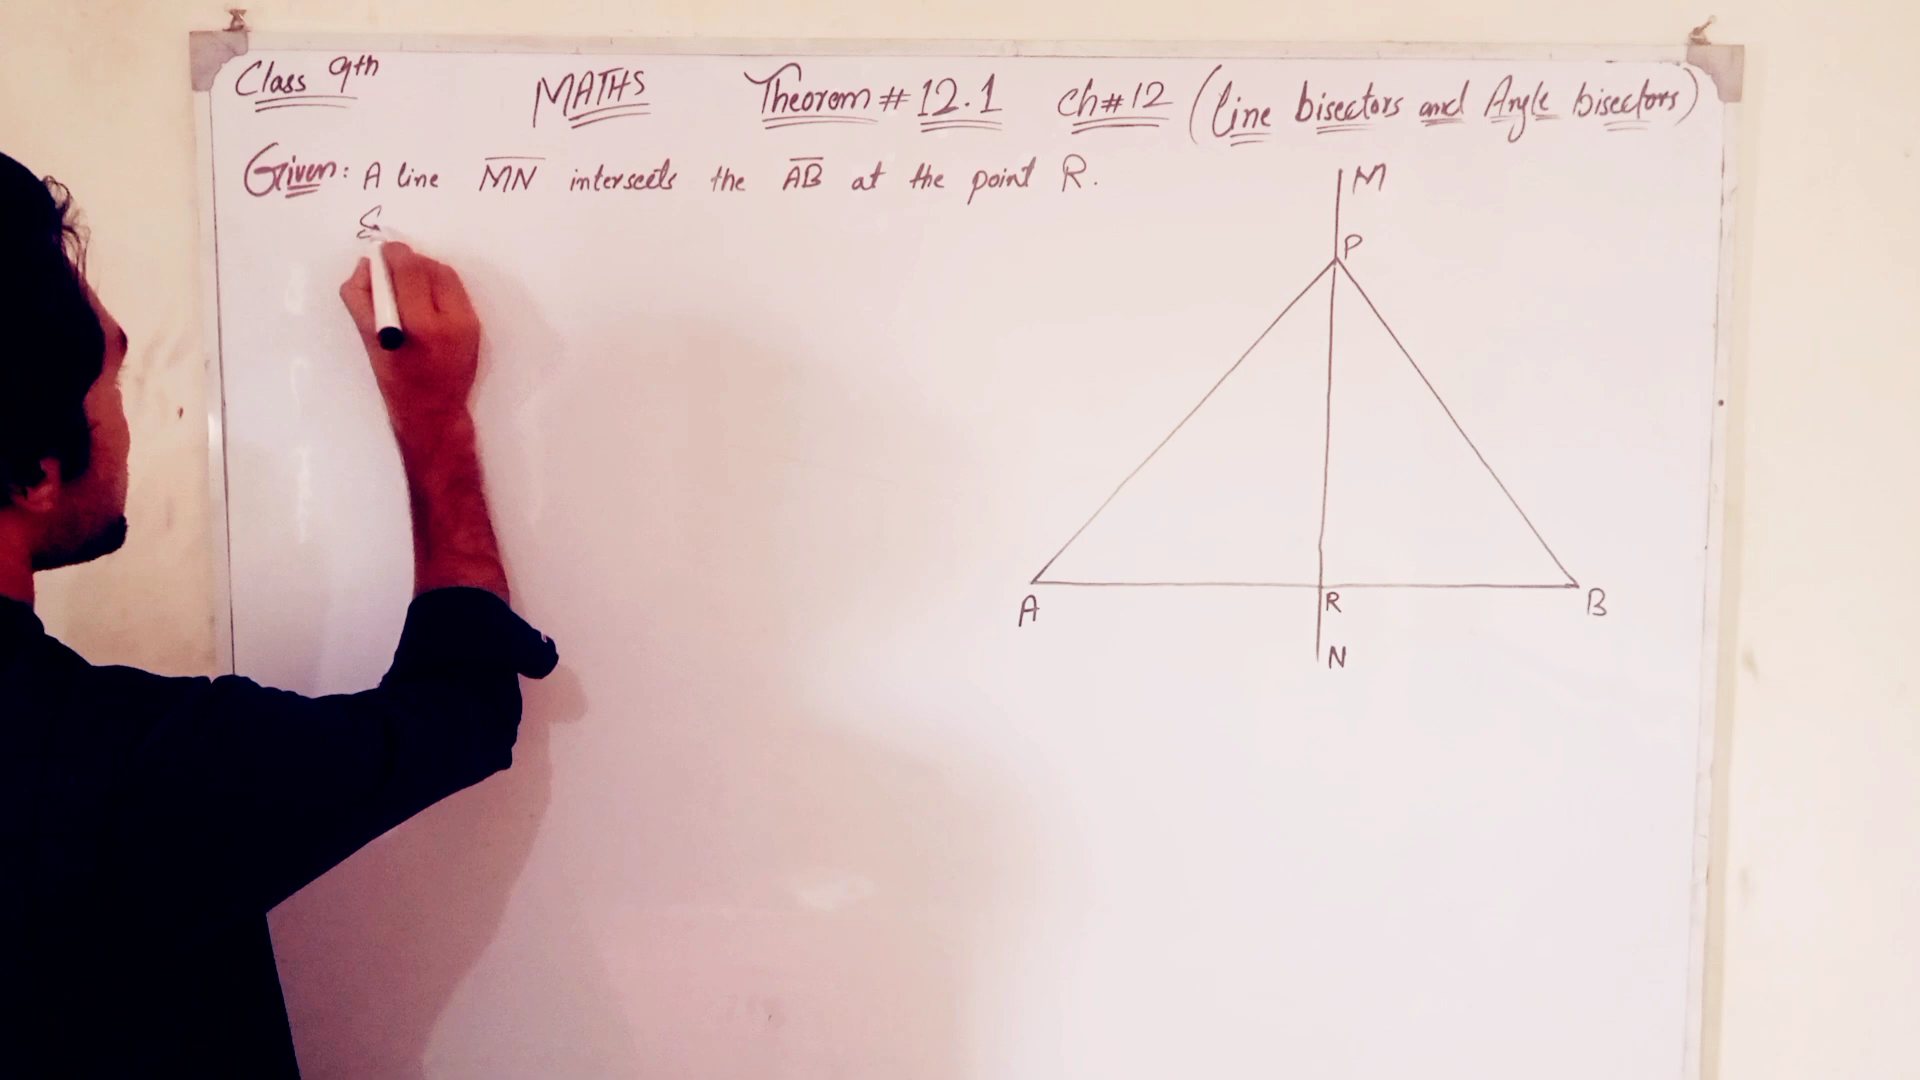 Class 9th MATHS Theorem # 12.1 Ch#12 (Line bisectors and Angle bisectors)
Given: A line MN intersects the AB at the point R.
S
M
P
A
R
B
N